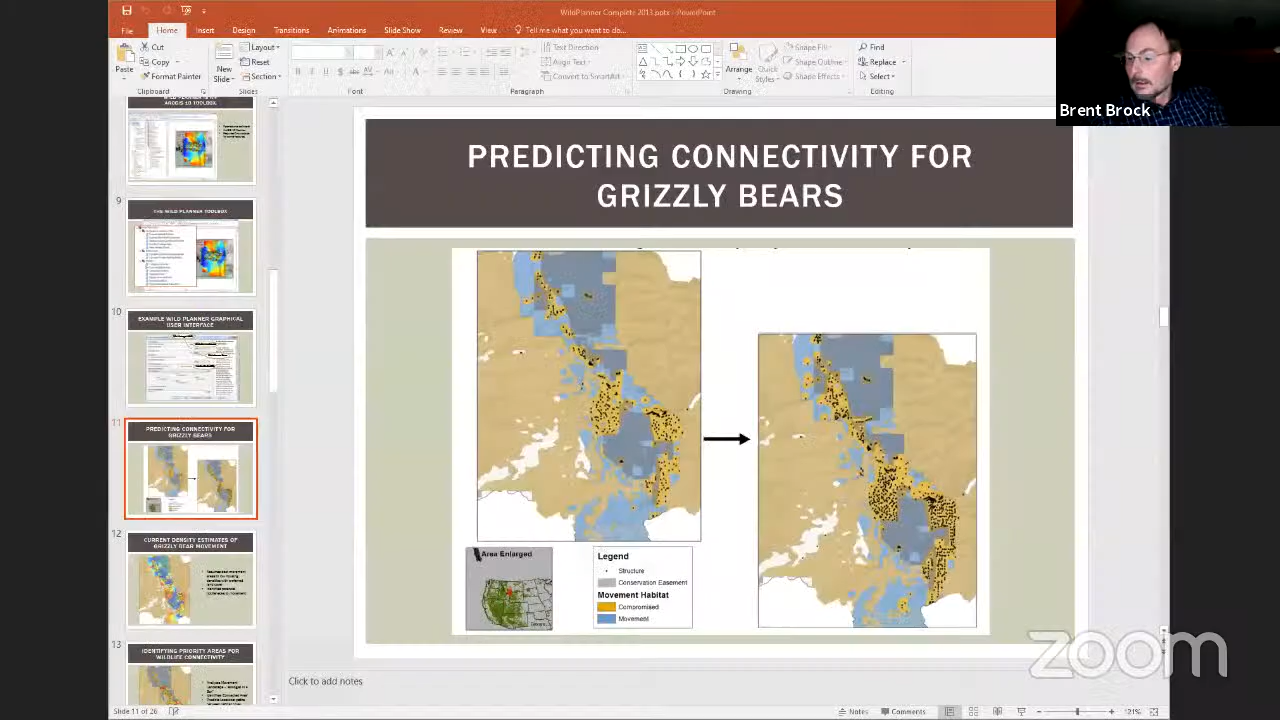 WildPlanner Complete 2013.pptx - PowerPoint
File Home Insert Design Transitions Animations Slide Show Review View Tell me what you want to do...
Paste
Cut
Copy
Format Painter
Clipboard
New
Slide
Layout
Reset
Section
Slides
Font
Text Direction
Align Text
Convert to SmartArt
Paragraph
Arrange
Quick
Styles
Shape Fill
Shape Outline
Shape Effects
Drawing
Find
Replace
Select
Editing
Brent Brock
ARCGIS 10 TOOLBOX
9
THE WILD PLANNER TOOLBOX
10
EXAMPLE WILD PLANNER GRAPHICAL
USER INTERFACE
11
PREDICTING CONNECTIVITY FOR
GRIZZLY BEARS
12
CURRENT DENSITY ESTIMATES OF
GRIZZLY BEAR MOVEMENT
13
IDENTIFYING PRIORITY AREAS FOR
WILDLIFE CONNECTIVITY
PREDICTING CONNECTIVITY FOR
GRIZZLY BEARS
Area Enlarged
Legend
Structure
Conservation Easement
Movement Habitat
Compromised
Movement
zoom
Click to add notes
Slide 11 of 26
Notes
Comments
121%